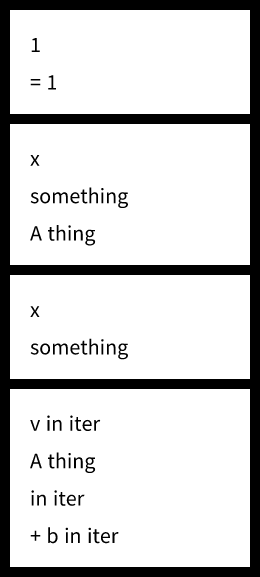 1
= 1
x
something
A thing
x
something
v in iter
A thing
in iter
+ b in iter